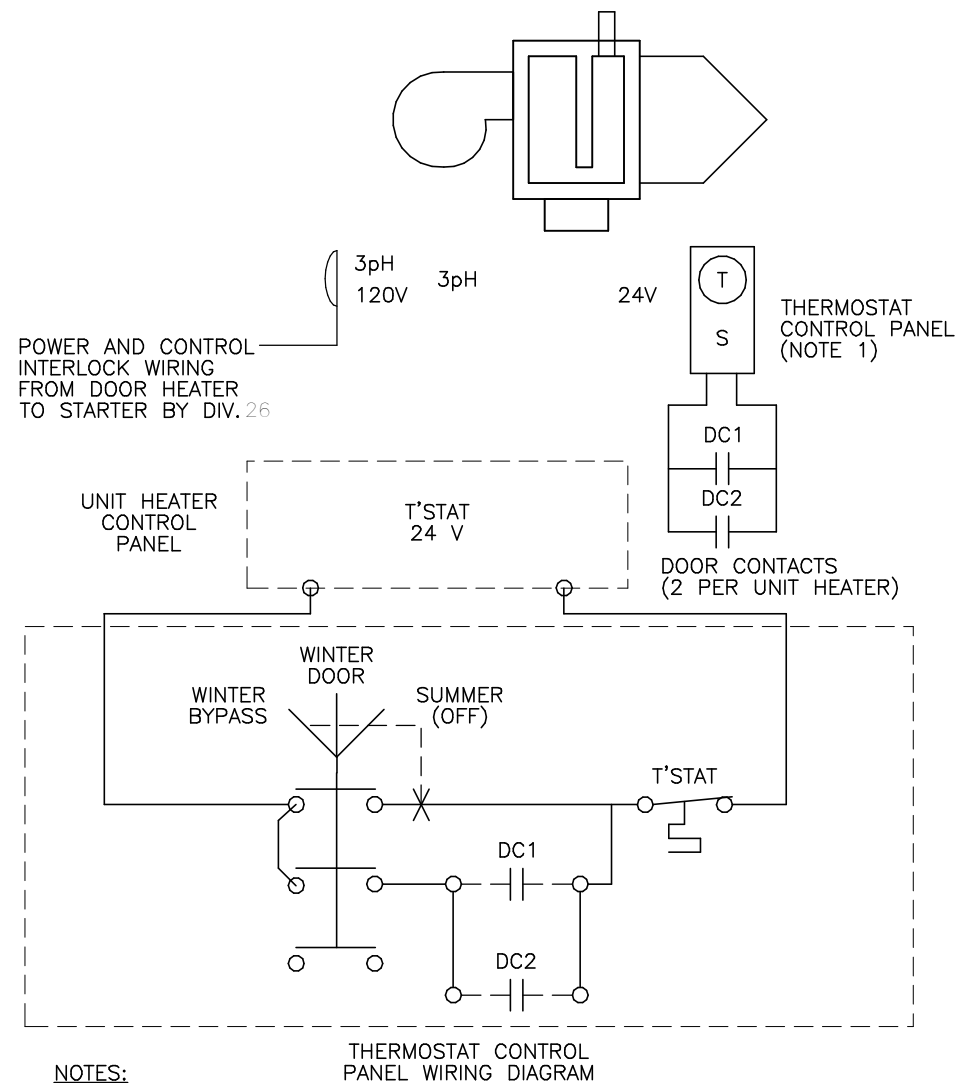 3pH
120V
3pH
24V
T
S
THERMOSTAT
CONTROL PANEL
(NOTE 1)
POWER AND CONTROL
INTERLOCK WIRING
FROM DOOR HEATER
TO STARTER BY DIV. 26
DC1
DC2
DOOR CONTACTS
(2 PER UNIT HEATER)
UNIT HEATER
CONTROL
PANEL
T'STAT
24 V
WINTER
DOOR
WINTER
BYPASS
SUMMER
(OFF)
T'STAT
DC1
DC2
THERMOSTAT CONTROL
PANEL WIRING DIAGRAM
NOTES: